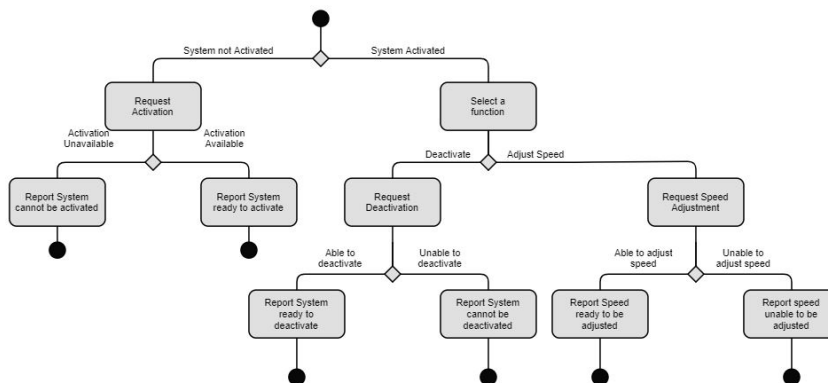 System not Activated
System Activated
Request
Activation
Select a
function
Activation
Unavailable
Activation
Available
Deactivate
Adjust Speed
Report System
cannot be activated
Report System
ready to activate
Request
Deactivation
Request Speed
Adjustment
Able to
deactivate
Unable to
deactivate
Able to adjust
speed
Unable to
adjust speed
Report System
ready to
deactivate
Report System
cannot be
deactivated
Report Speed
ready to be
adjusted
Report speed
unable to be
adjusted